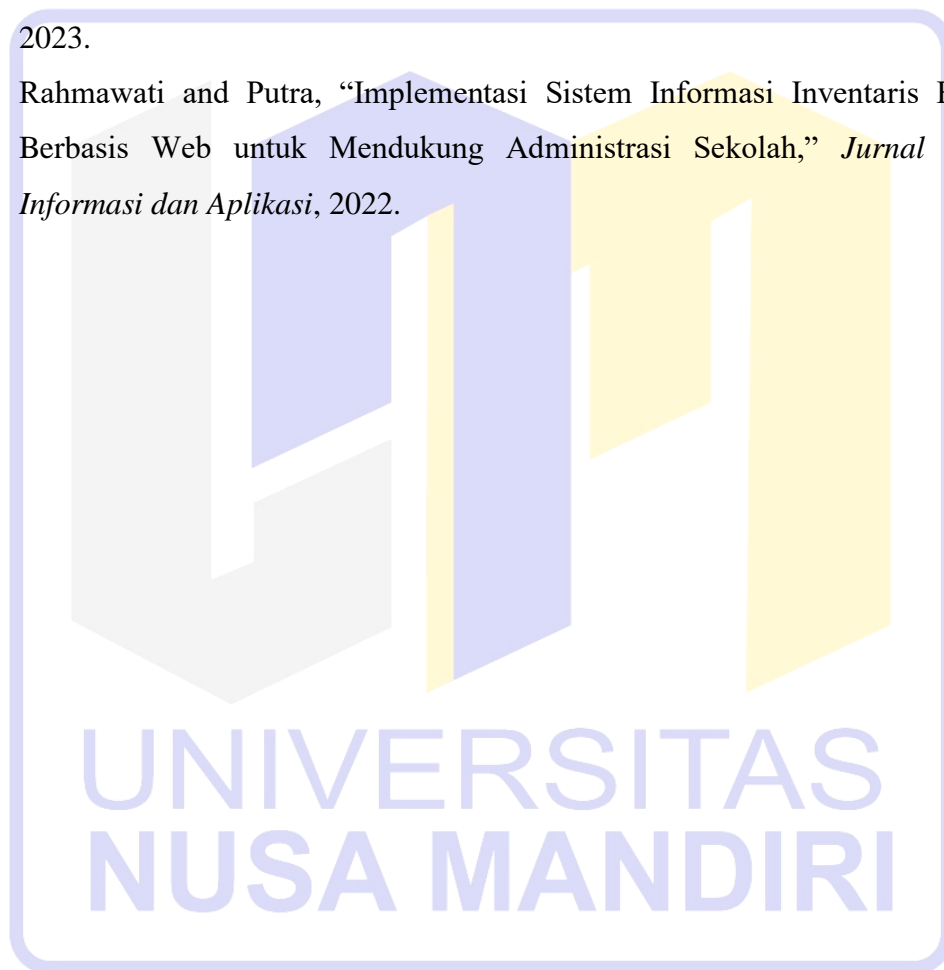 2023.
Rahmawati and Putra, “Implementasi Sistem Informasi Inventaris
Berbasis Web untuk Mendukung Administrasi Sekolah,” Jurnal
Informasi dan Aplikasi, 2022.
UNIVERSITAS
NUSA MANDIRI